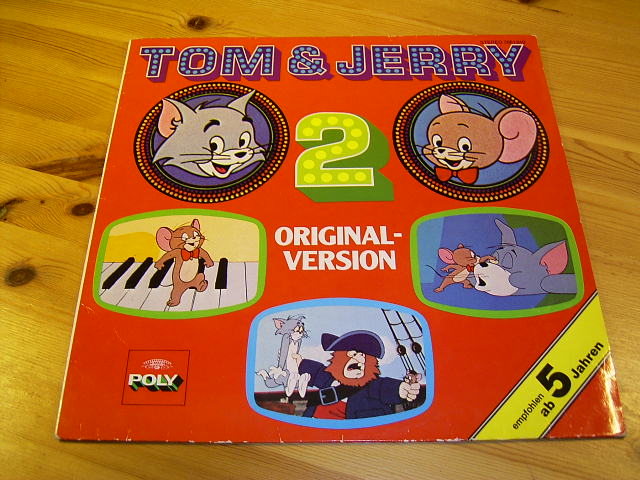 TOM & JERRY
2
ORIGINAL-
VERSION
POLY
empfohlen
ab 5 Jahren